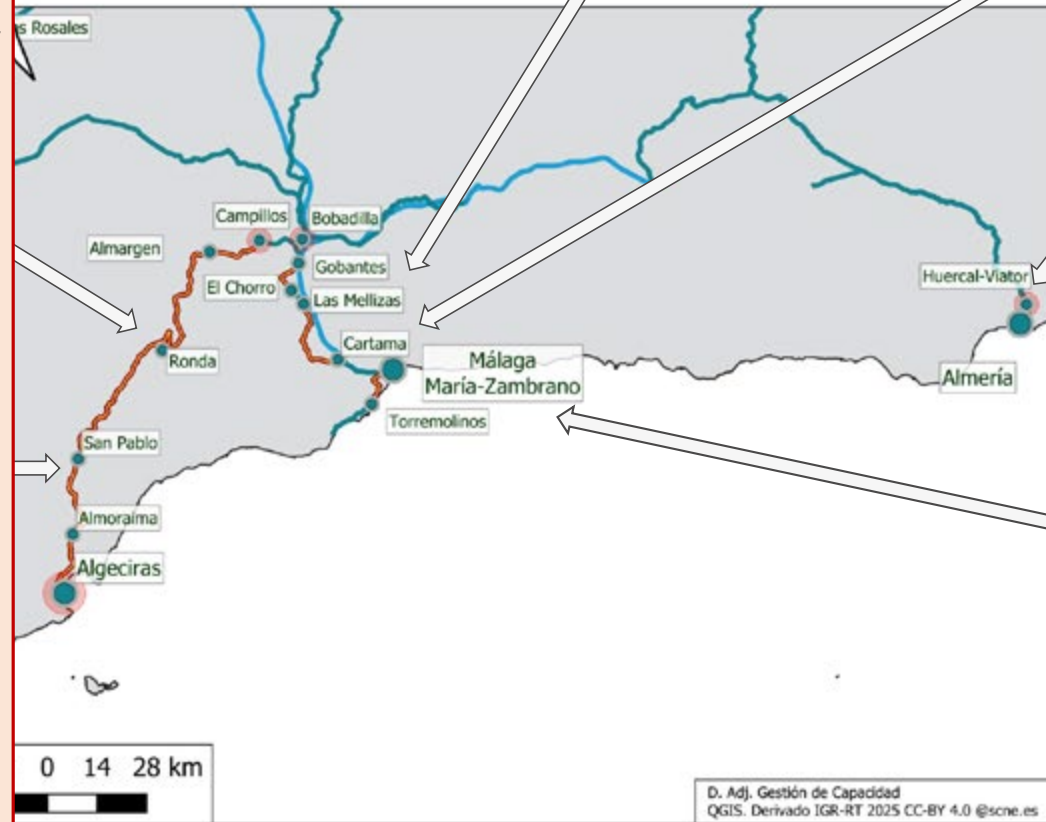 s Rosales
Campillos
Bobadilla
Almargen
Gobantes
El Chorro
Las Mellizas
Huercal-Viator
Cartama
Ronda
Málaga
María-Zambrano
Almería
Torremolinos
San Pablo
Almoraima
Algeciras
0 14 28 km
D. Adj. Gestión de Capacidad
QGIS. Derivado IGR-RT 2025 CC-BY 4.0 @scne.es